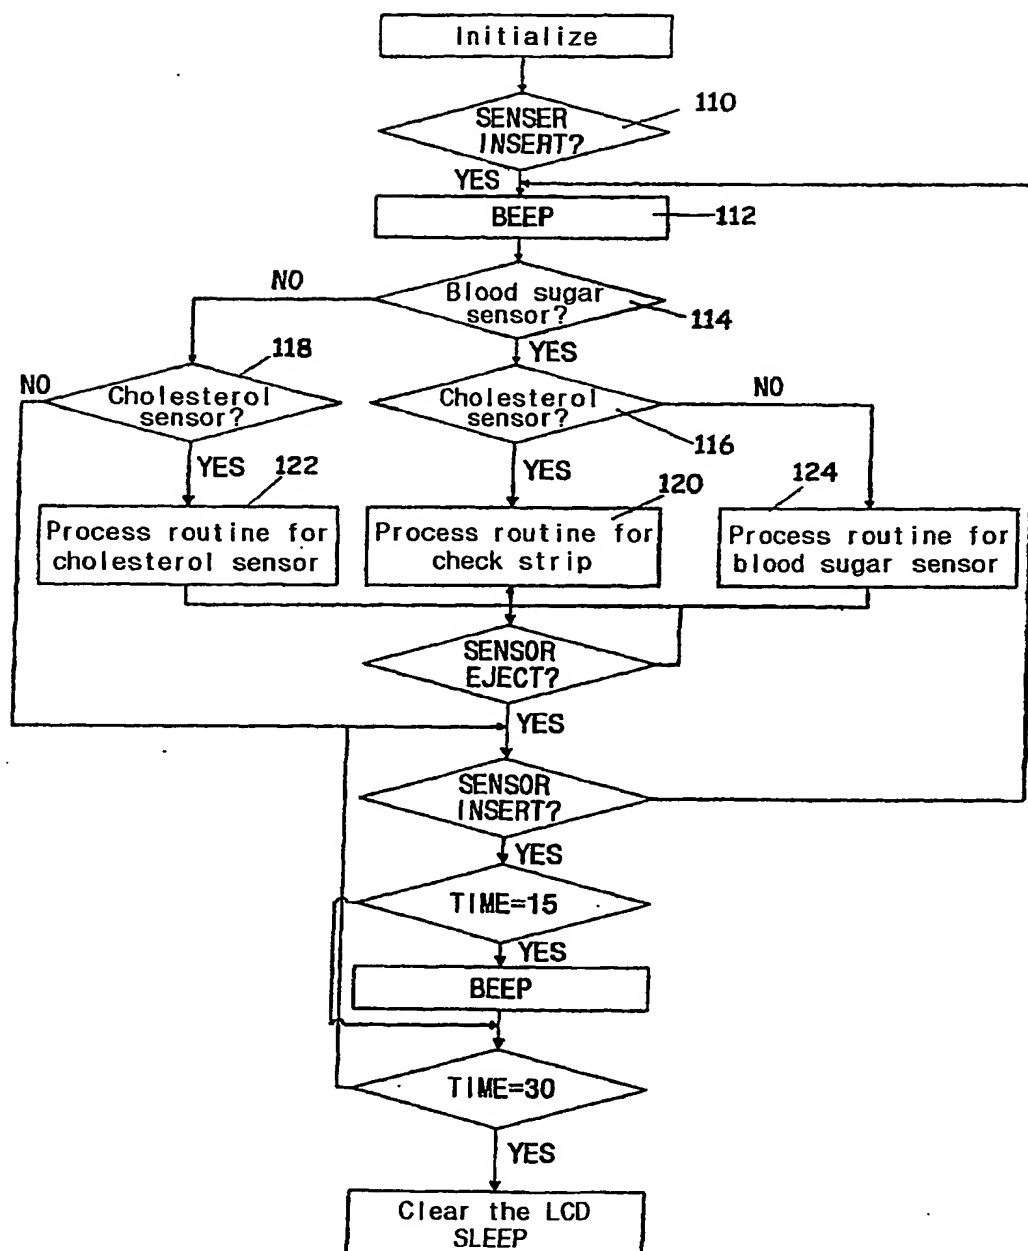 Initialize
110
SENSER
INSERT?
YES
BEEP
112
NO
Blood sugar
sensor?
114
YES
118
NO
Cholesterol
sensor?
Cholesterol
sensor?
NO
116
YES
122
YES
120
124
Process routine for
cholesterol sensor
Process routine for
check strip
Process routine for
blood sugar sensor
SENSOR
EJECT?
YES
SENSOR
INSERT?
YES
TIME=15
YES
BEEP
TIME=30
YES
Clear the LCD
SLEEP